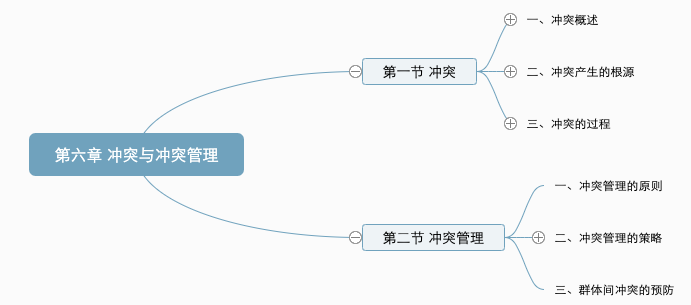 第六章 冲突与冲突管理
第一节 冲突
一、冲突概述
二、冲突产生的根源
三、冲突的过程
第二节 冲突管理
一、冲突管理的原则
二、冲突管理的策略
三、群体间冲突的预防